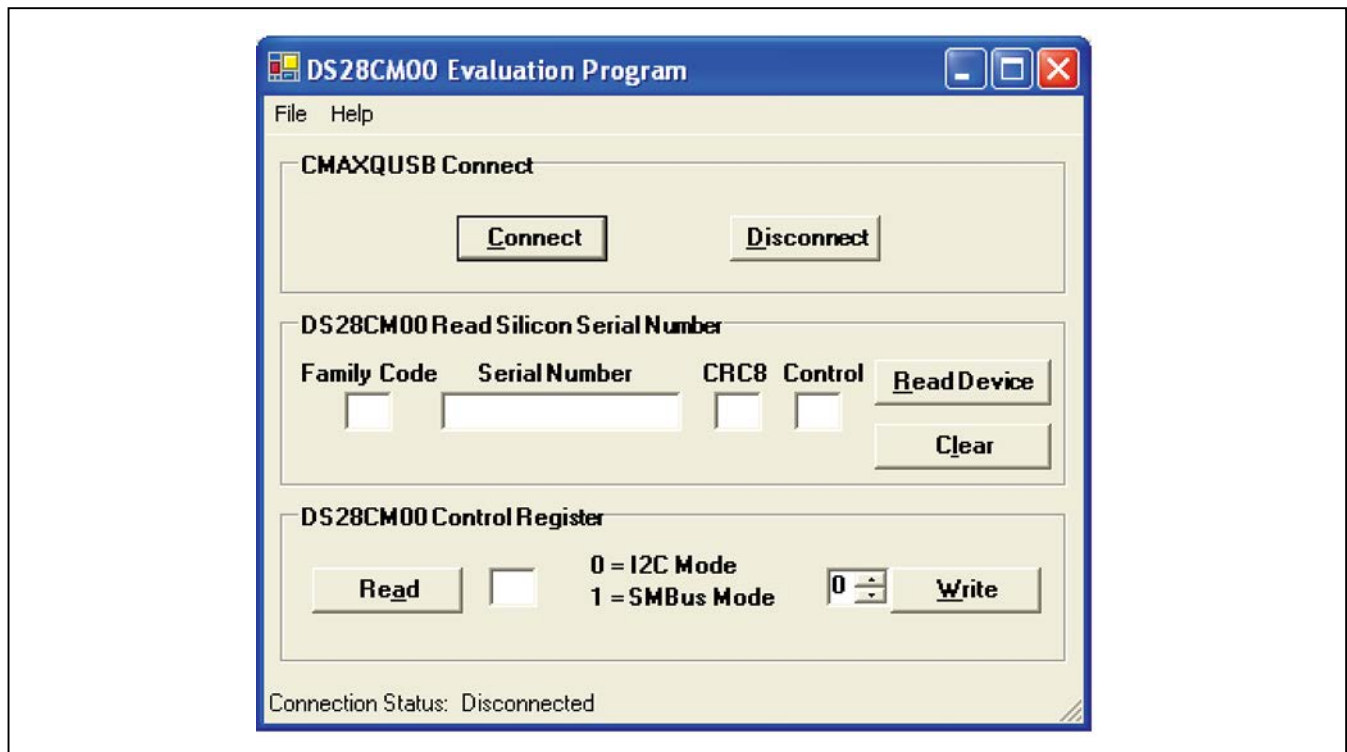 DS28CM00 Evaluation Program
File Help
CMAXQUSB Connect
Connect Disconnect
DS28CM00 Read Silicon Serial Number
Family Code Serial Number CRC8 Control Read Device
Clear
DS28CM00 Control Register
Read 0 = I2C Mode 0 Write
1 = SMBus Mode
Connection Status: Disconnected